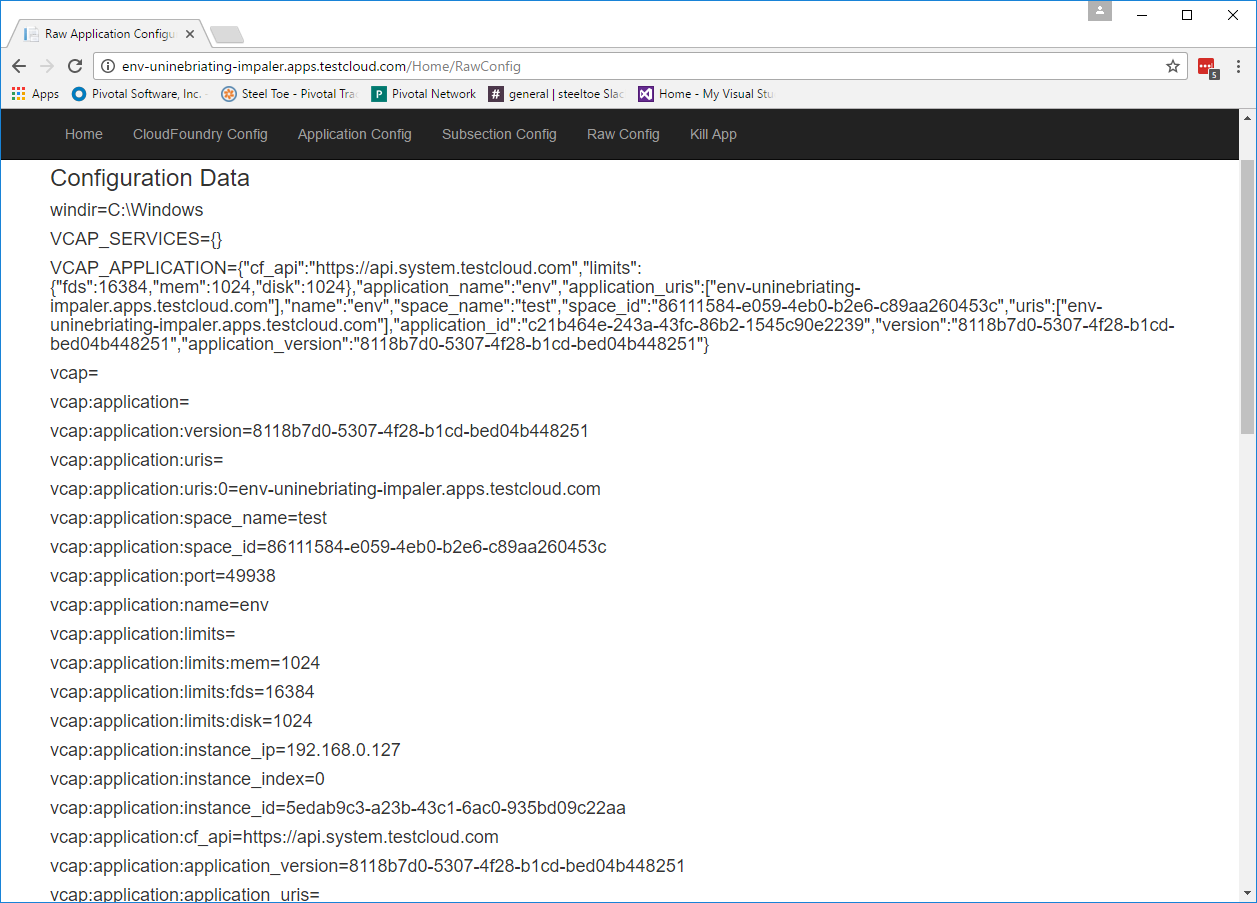 Raw Application Configu
env-uninebriating-impaler.apps.testcloud.com/Home/RawConfig
5
Apps Pivotal Software, Inc. Steel Toe - Pivotal Tra Pivotal Network general | steeltoe Slac Home - My Visual Stu
Home CloudFoundry Config Application Config Subsection Config Raw Config Kill App
Configuration Data
windir=C:\Windows
VCAP_SERVICES={}
VCAP_APPLICATION={"cf_api":"https://api.system.testcloud.com","limits":
{"fds":16384,"mem":1024,"disk":1024},"application_name":"env","application_uris":["env-uninebriating-
impaler.apps.testcloud.com"],"name":"env","space_name":"test","space_id":"86111584-e059-4eb0-b2e6-c89aa260453c","uris":["env-
uninebriating-impaler.apps.testcloud.com"],"application_id":"c21b464e-243a-43fc-86b2-1545c90e2239","version":"8118b7d0-5307-4f28-b1cd-
bed04b448251","application_version":"8118b7d0-5307-4f28-b1cd-bed04b448251"}
vcap=
vcap:application=
vcap:application:version=8118b7d0-5307-4f28-b1cd-bed04b448251
vcap:application:uris=
vcap:application:uris:0=env-uninebriating-impaler.apps.testcloud.com
vcap:application:space_name=test
vcap:application:space_id=86111584-e059-4eb0-b2e6-c89aa260453c
vcap:application:port=49938
vcap:application:name=env
vcap:application:limits=
vcap:application:limits:mem=1024
vcap:application:limits:fds=16384
vcap:application:limits:disk=1024
vcap:application:instance_ip=192.168.0.127
vcap:application:instance_index=0
vcap:application:instance_id=5edab9c3-a23b-43c1-6ac0-935bd09c22aa
vcap:application:cf_api=https://api.system.testcloud.com
vcap:application:application_version=8118b7d0-5307-4f28-b1cd-bed04b448251
vcap:application:application_uris=